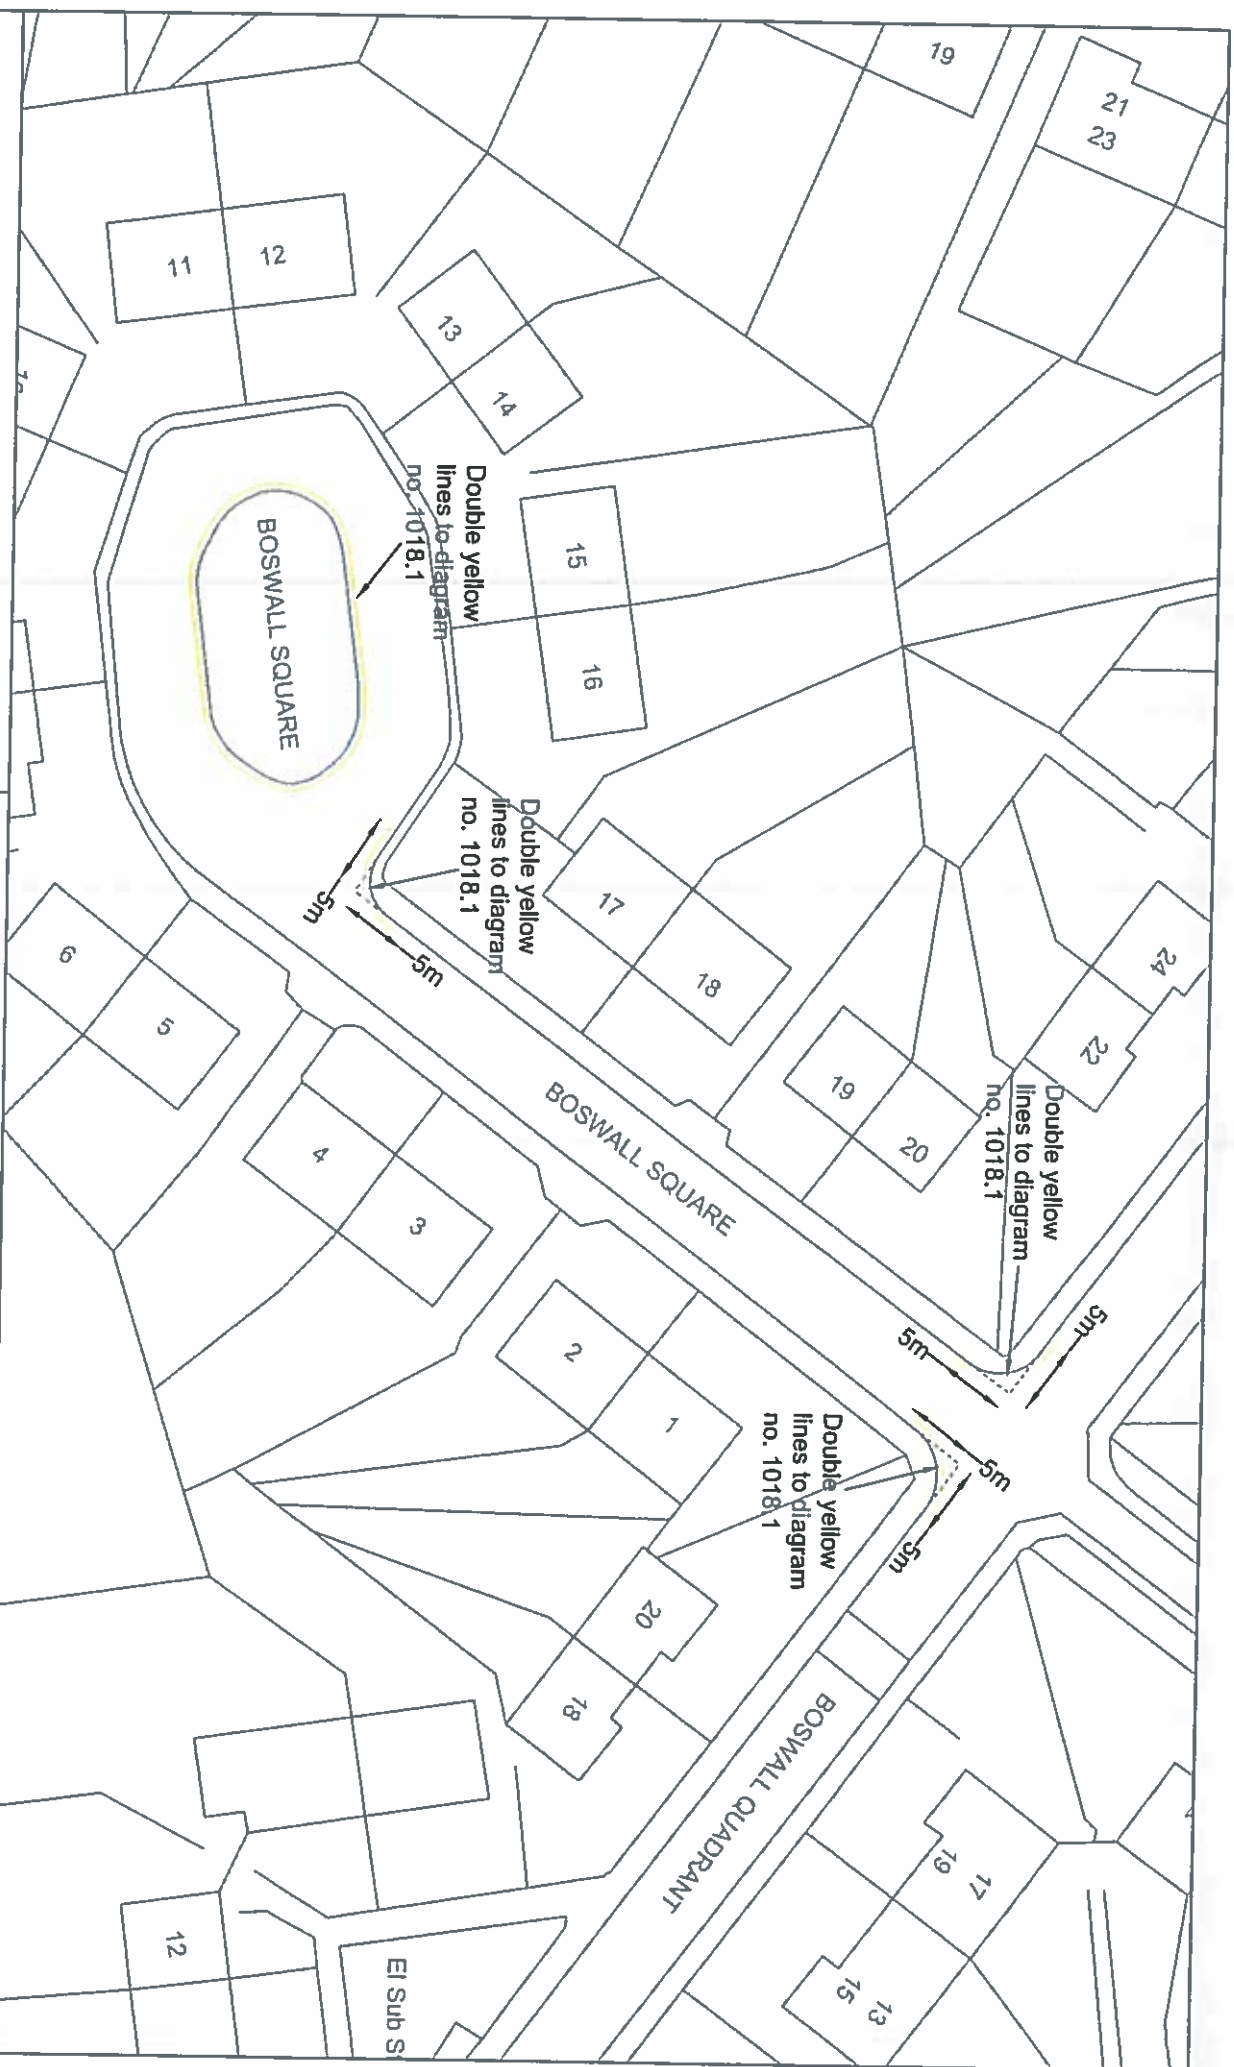 19
21
23
11
12
13
14
Double yellow
lines to diagram
no. 1018.1
15
16
BOSWALL SQUARE
Double yellow
lines to diagram
no. 1018.1
5m
5m
17
18
24
22
6
5
19
20
Double yellow
lines to diagram
no. 1018.1
BOSWALL SQUARE
4
3
2
1
5m
5m
5m
5m
Double yellow
lines to diagram
no. 1018.1
20
18
BOSWALL QUADRANT
17
19
13
15
12
El Sub S